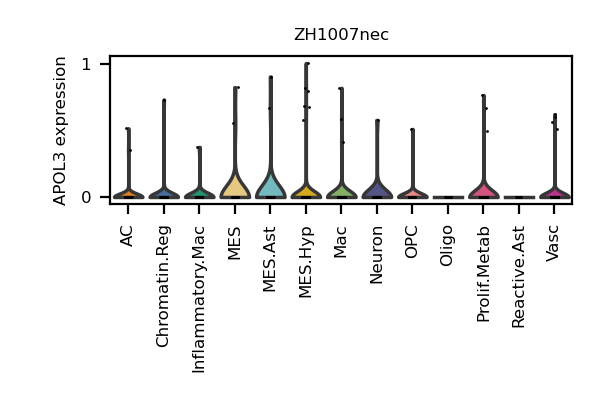 ZH1007nec
APOL3 expression
1
0
AC
Chromatin.Reg
Inflammatory.Mac
MES
MES.Ast
MES.Hyp
Mac
Neuron
OPC
Oligo
Prolif.Metab
Reactive.Ast
Vasc